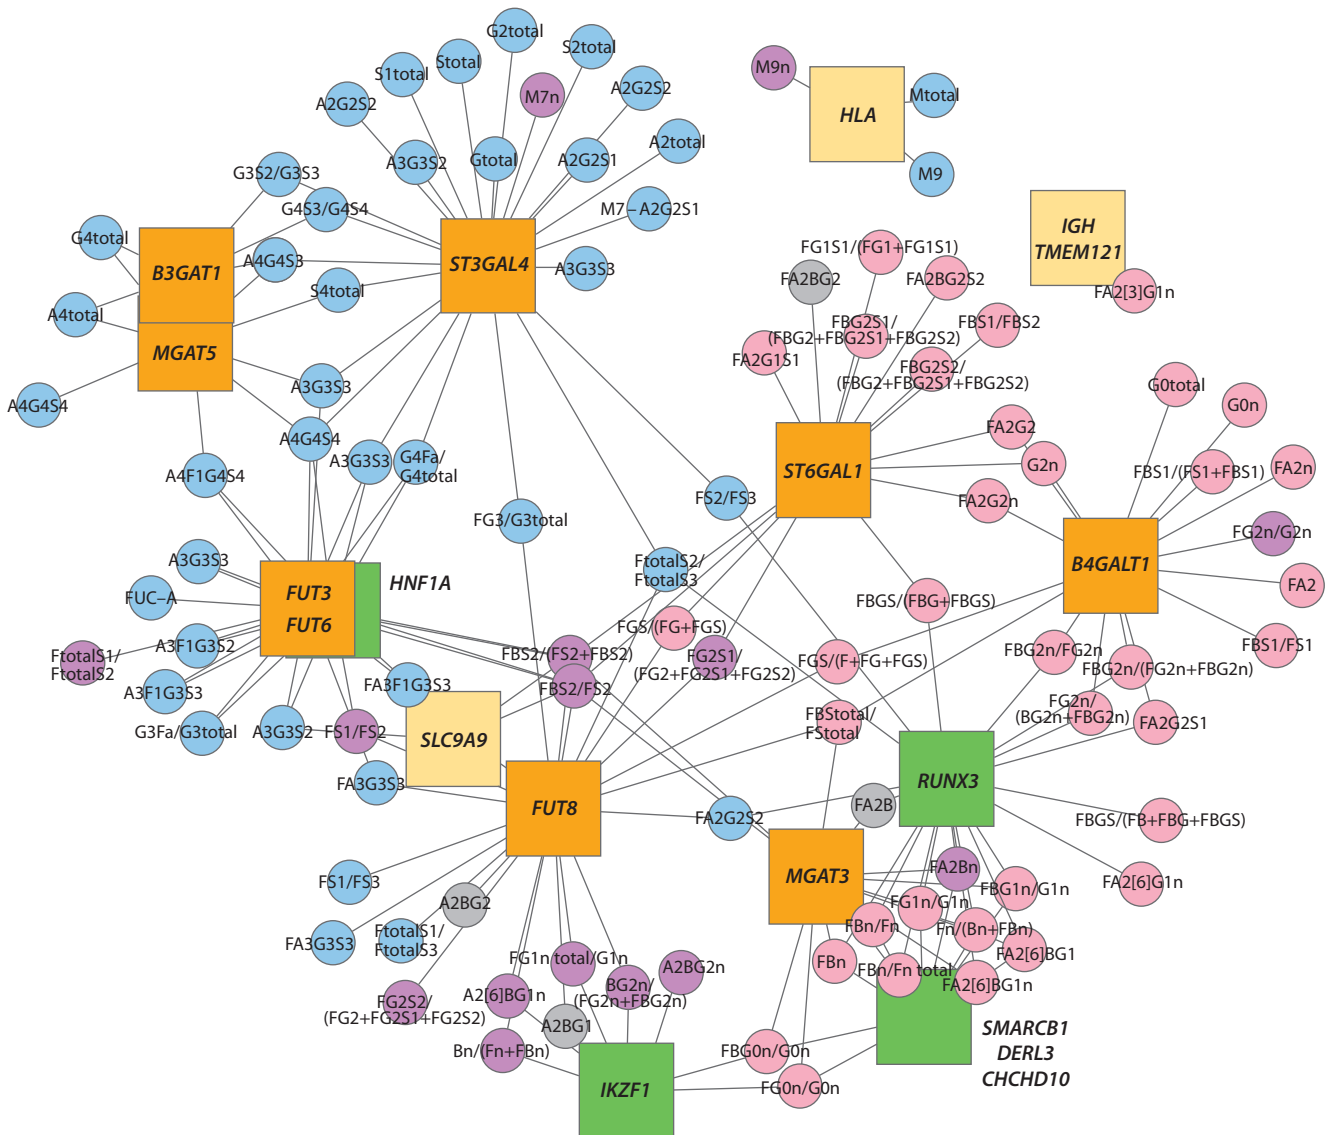 G2total
S2total
Stotal
S1total
M9n
A2G2S2
M7n
A2G2S2
Mtotal
HLA
A2total
Gtotal
A3G3S2
A2G2S1
G3S2/G3S3
M9
G4S3/G4S4
M7–A2G2S1
IGH
TMEM121
G4total
B3GAT1
A4G4S3
ST3GAL4
A3G3S3
FG1S1/(FG1+FG1S1)
FA2BG2
FA2BG2S2
S4total
FA2[3]G1n
A4total
MGAT5
FBG2S1/
(FBG2+FBG2S1+FBG2S2)
FBS1/FBS2
FA2G1S1
FBG2S2/
(FBG2+FBG2S1+FBG2S2)
A3G3S3
G0total
A4G4S4
G0n
A4G4S4
FA2G2
A3G3S3
G4Fa/
G4total
ST6GAL1
G2n
A4F1G4S4
FBS1/(FS1+FBS1)
FA2n
FS2/FS3
FA2G2n
FG3/G3total
FG2n/G2n
A3G3S3
B4GALT1
FtotalS2/
FtotalS3
HNF1A
FUT3
FUT6
FUC–A
FA2
FBGS/(FBG+FBGS)
FGS/(FG+FGS)
A3F1G3S2
FtotalS1/
FtotalS2
FBS2/(FS2+FBS2)
FG2S1/
(FG2+FG2S1+FG2S2)
FGS/(F+FG+FGS)
FBG2n/FG2n
FBS1/FS1
FBG2n/(FG2n+FBG2n)
A3F1G3S3
FA3F1G3S3
FBS2/FS2
FG2n/
(BG2n+FBG2n)
FBStotal/
FStotal
FA2G2S1
G3Fa/G3total
A3G3S2
FS1/FS2
SLC9A9
FA3G3S3
RUNX3
FUT8
FA2G2S2
FA2B
FBGS/(FB+FBG+FBGS)
MGAT3
FA2Bn
FS1/FS3
FBG1n/G1n
FA2[6]G1n
A2BG2
FG1n/G1n
FBn/Fn
Fn/(Bn+FBn)
FA3G3S3
FtotalS1/
FtotalS3
FA2[6]BG1
FG1n total/G1n
FBn
FBn/Fn total
A2BG2n
FA2[6]BG1n
BG2n/
(FG2n+FBG2n)
A2[6]BG1n
FG2S2/
(FG2+FG2S1+FG2S2)
A2BG1
SMARCB1
DERL3
CHCHD10
Bn/(Fn+FBn)
FBG0n/G0n
IKZF1
FG0n/G0n